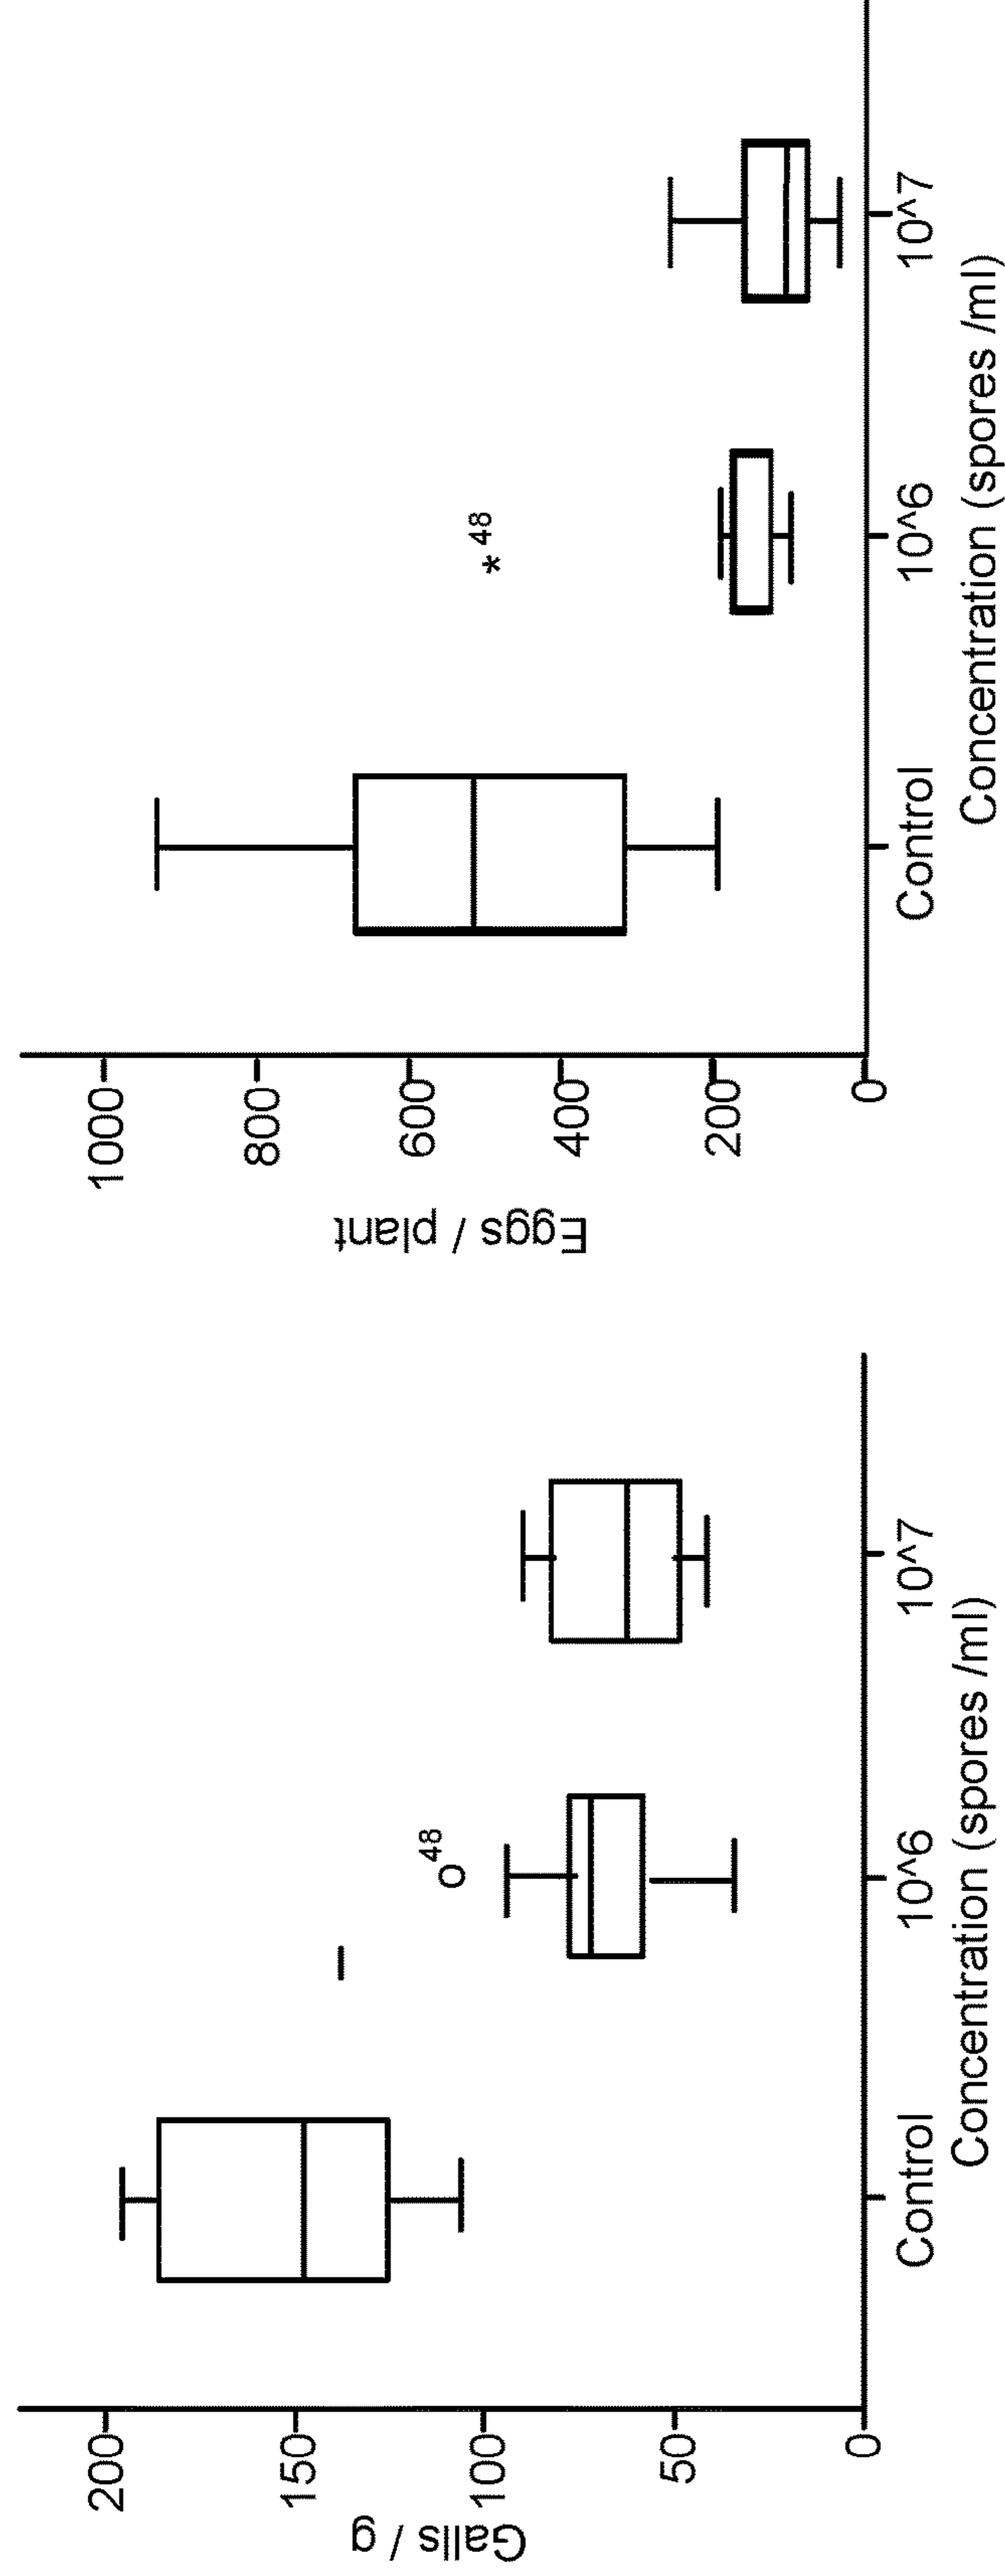 Galls / g
200
150
100
50
0
o48
Control
10^6
10^7
Concentration (spores /ml)
Eggs / plant
1000
800
600
400
200
0
*48
Control
10^6
10^7
Concentration (spores /ml)